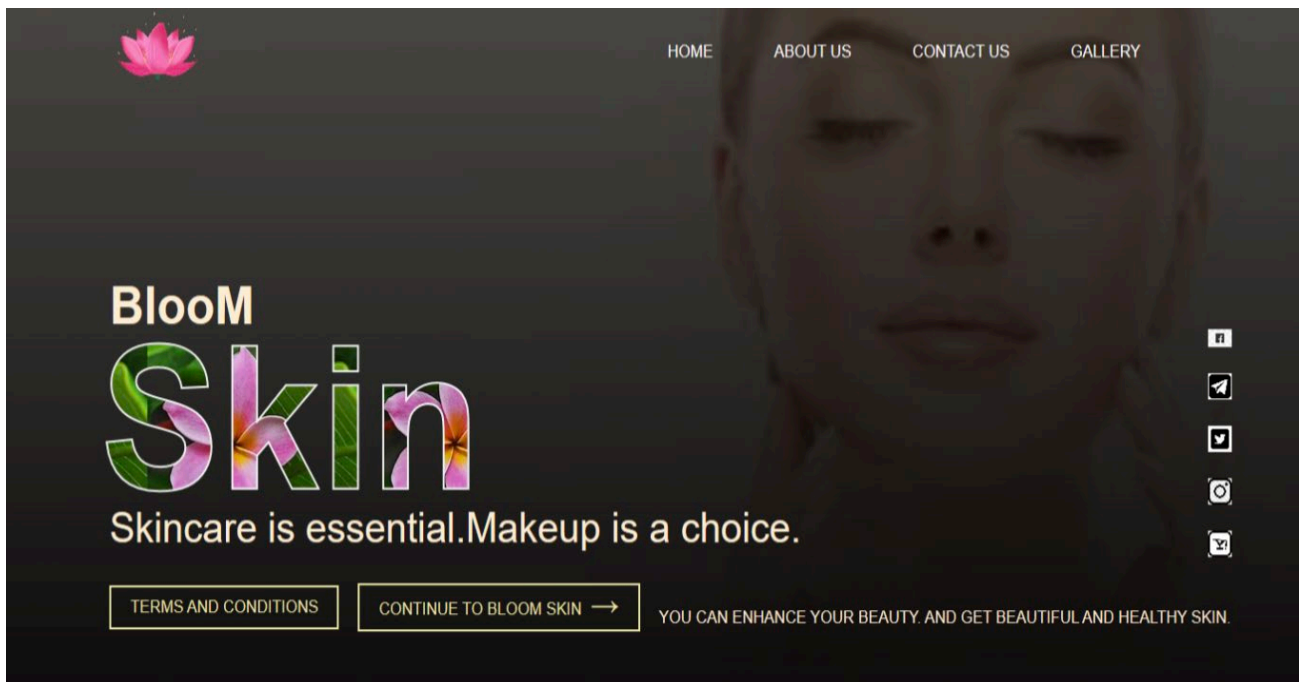 HOME ABOUT US CONTACT US GALLERY
BlooM
Skin
Skincare is essential.Makeup is a choice.
TERMS AND CONDITIONS CONTINUE TO BLOOM SKIN → YOU CAN ENHANCE YOUR BEAUTY. AND GET BEAUTIFUL AND HEALTHY SKIN.